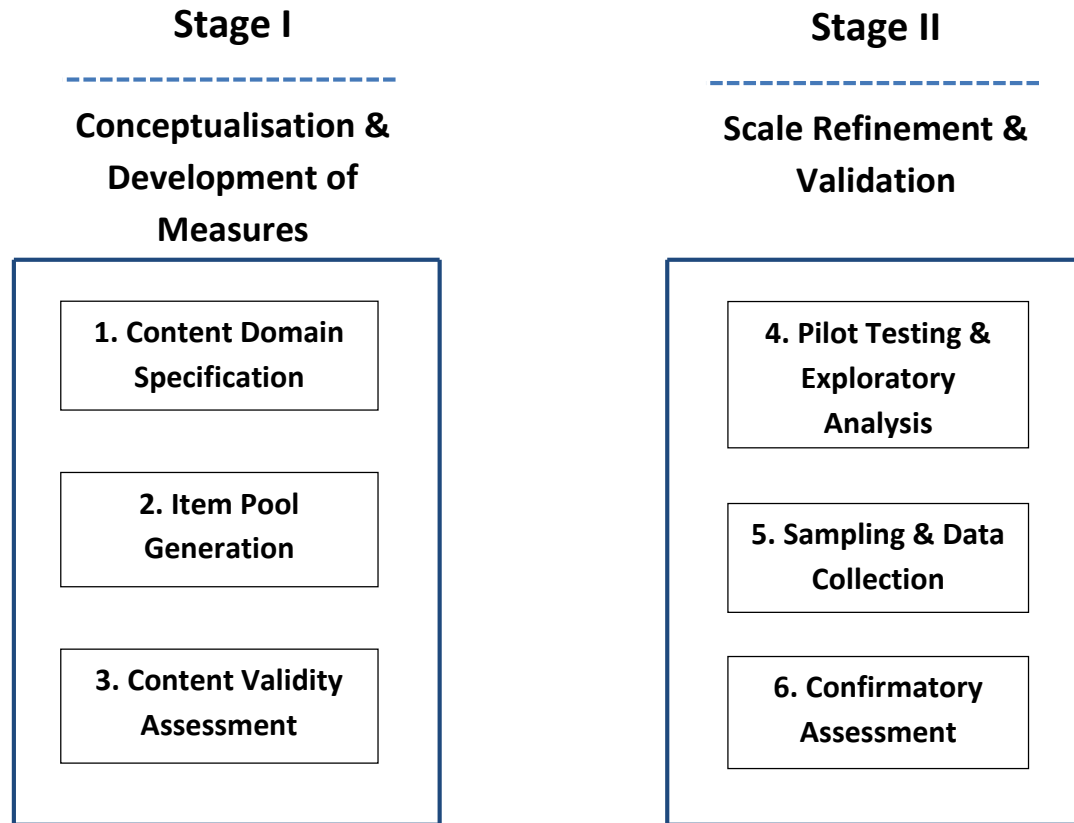 Stage I
Conceptualisation &
Development of
Measures
1. Content Domain
Specification
2. Item Pool
Generation
3. Content Validity
Assessment
Stage II
Scale Refinement &
Validation
4. Pilot Testing &
Exploratory
Analysis
5. Sampling & Data
Collection
6. Confirmatory
Assessment